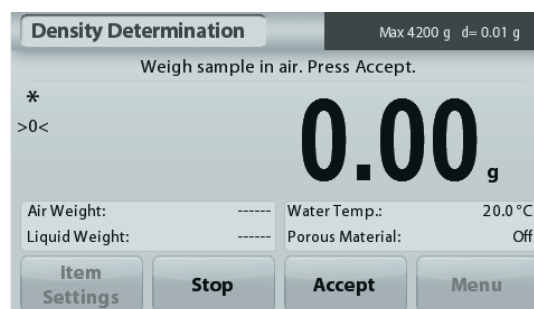 Density Determination Max 4200 g d= 0.01 g
Weigh sample in air. Press Accept.
*
>0<
0.00 g
Air Weight: ------ Water Temp.: 20.0 °C
Liquid Weight: ------ Porous Material: Off
Item Settings Stop Accept Menu